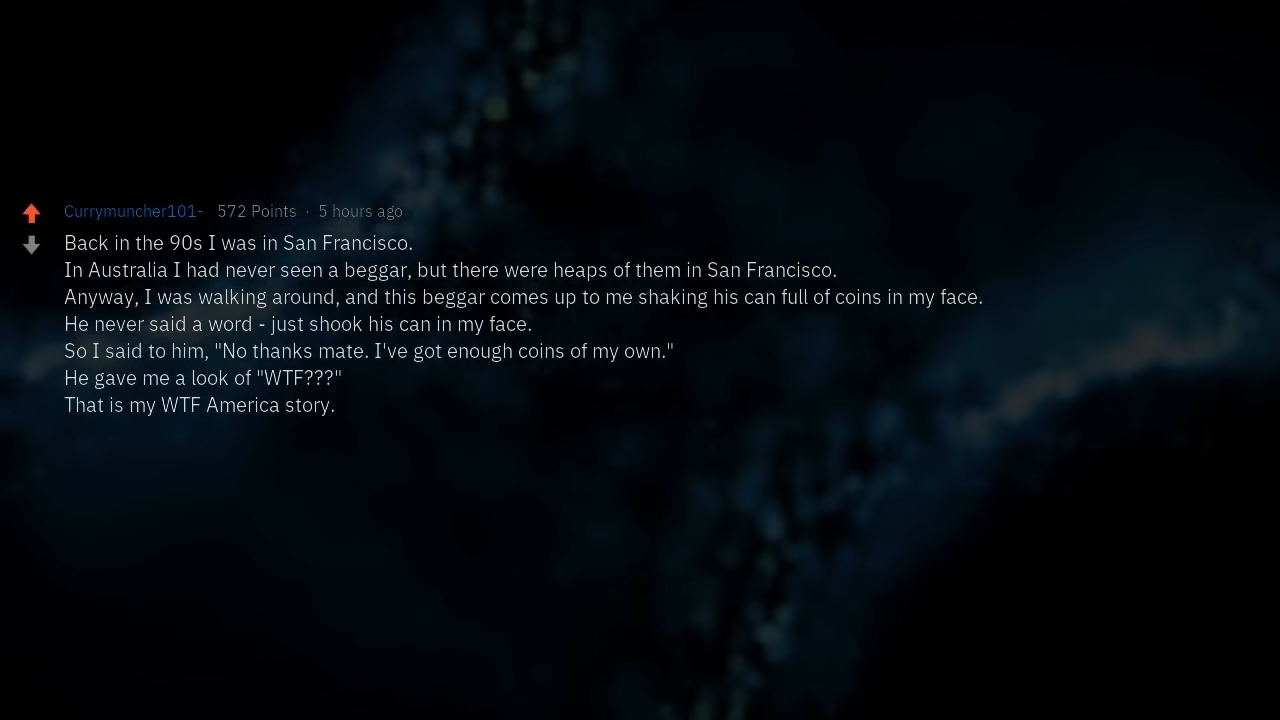 Currymuncher101- 572 Points · 5 hours ago
Back in the 90s I was in San Francisco.
In Australia I had never seen a beggar, but there were heaps of them in San Francisco.
Anyway, I was walking around, and this beggar comes up to me shaking his can full of coins in my face.
He never said a word - just shook his can in my face.
So I said to him, "No thanks mate. I've got enough coins of my own."
He gave me a look of "WTF???"
That is my WTF America story.